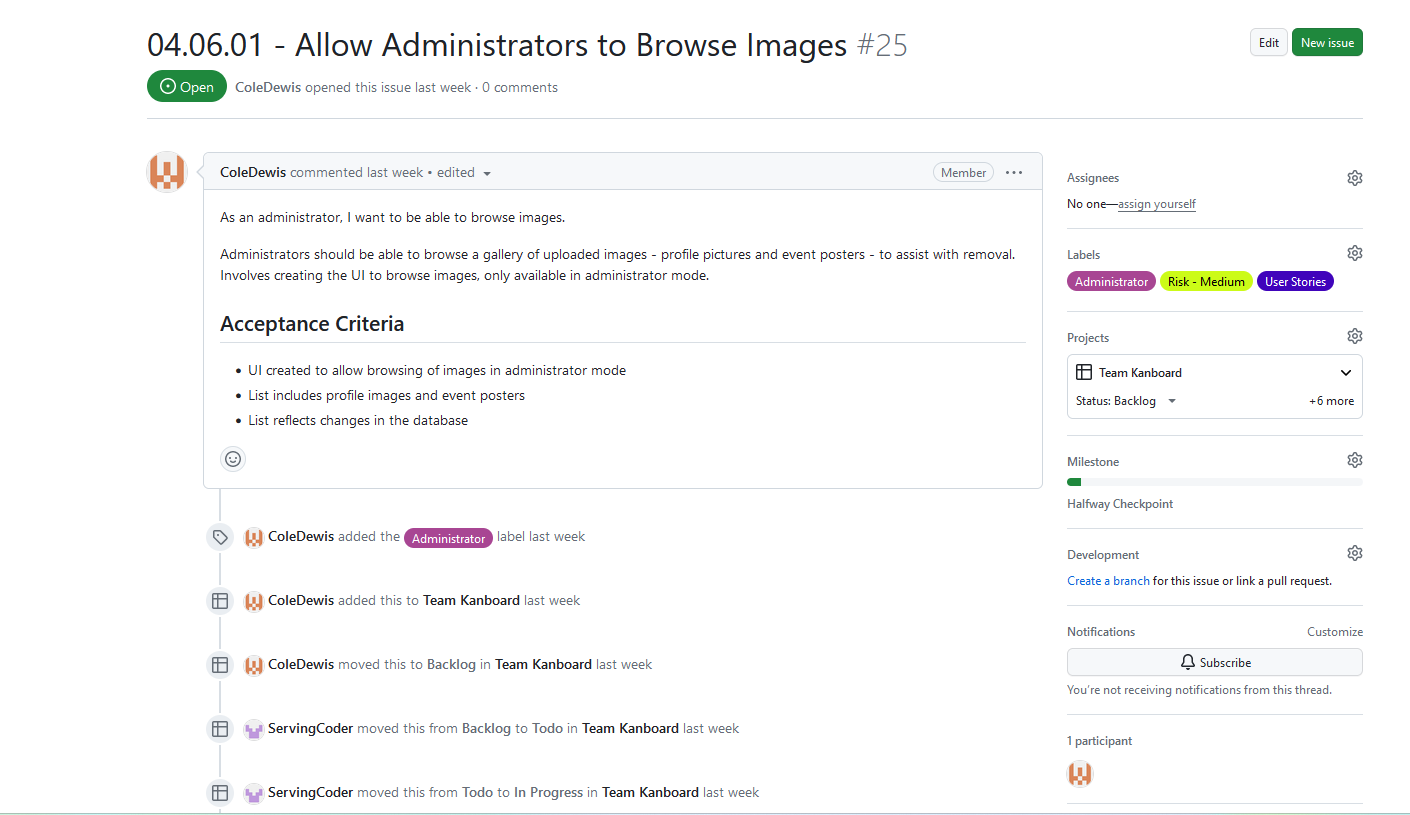 04.06.01 - Allow Administrators to Browse Images #25
Edit
New issue
Open
ColeDewis opened this issue last week · 0 comments
ColeDewis commented last week • edited
Member
As an administrator, I want to be able to browse images.
Administrators should be able to browse a gallery of uploaded images - profile pictures and event posters - to assist with removal.
Involves creating the UI to browse images, only available in administrator mode.
Acceptance Criteria
• UI created to allow browsing of images in administrator mode
• List includes profile images and event posters
• List reflects changes in the database
ColeDewis added the Administrator label last week
ColeDewis added this to Team Kanboard last week
ColeDewis moved this to Backlog in Team Kanboard last week
ServingCoder moved this from Backlog to Todo in Team Kanboard last week
ServingCoder moved this from Todo to In Progress in Team Kanboard last week
Assignees
No one—assign yourself
Labels
Administrator
Risk - Medium
User Stories
Projects
Team Kanboard
Status: Backlog
+6 more
Milestone
Halfway Checkpoint
Development
Create a branch for this issue or link a pull request.
Notifications
Customize
Subscribe
You're not receiving notifications from this thread.
1 participant